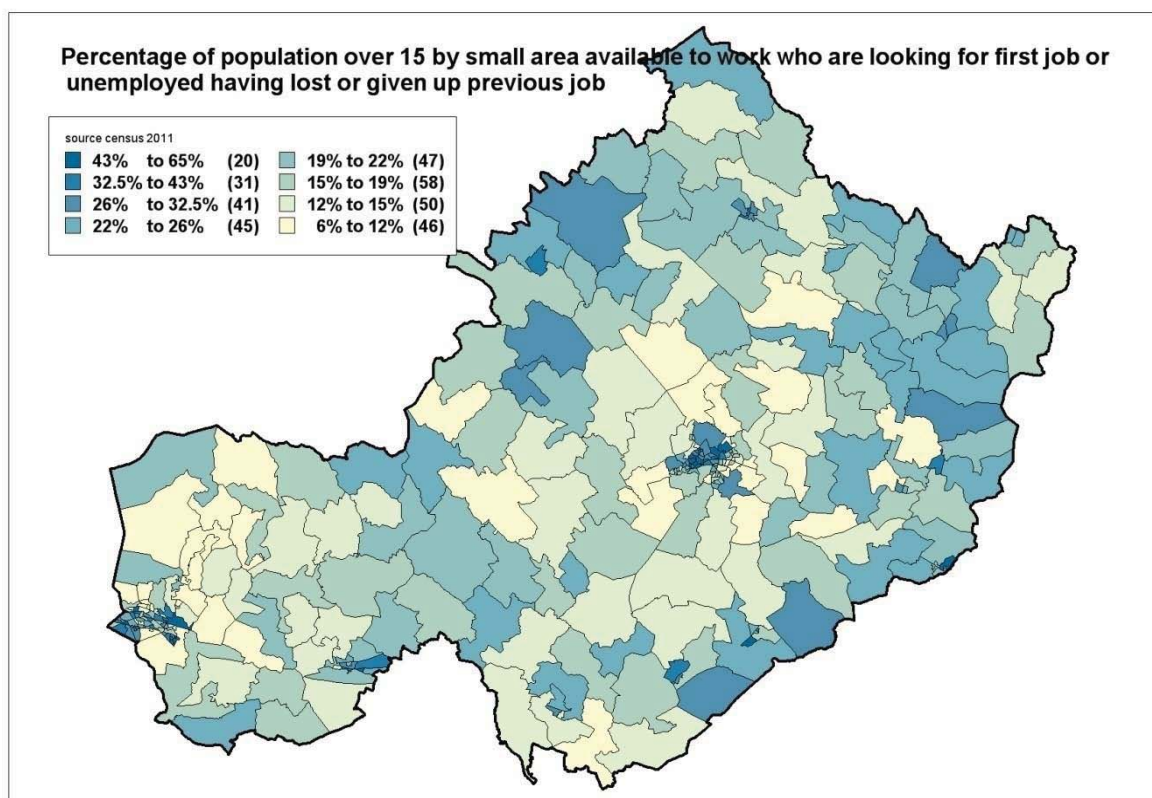 Percentage of population over 15 by small area available to work who are looking for first job or
unemployed having lost or given up previous job
source census 2011
43% to 65% (20)
32.5% to 43% (31)
26% to 32.5% (41)
22% to 26% (45)
19% to 22% (47)
15% to 19% (58)
12% to 15% (50)
6% to 12% (46)